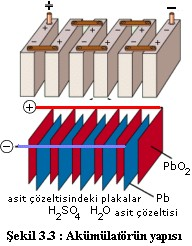 + −
− + − +
+ − + −
+
−
PbO2
asit çözeltisindeki plakalar Pb
H2SO4 H2O asit çözeltisi
Şekil 3.3 : Akümülatörün yapısı